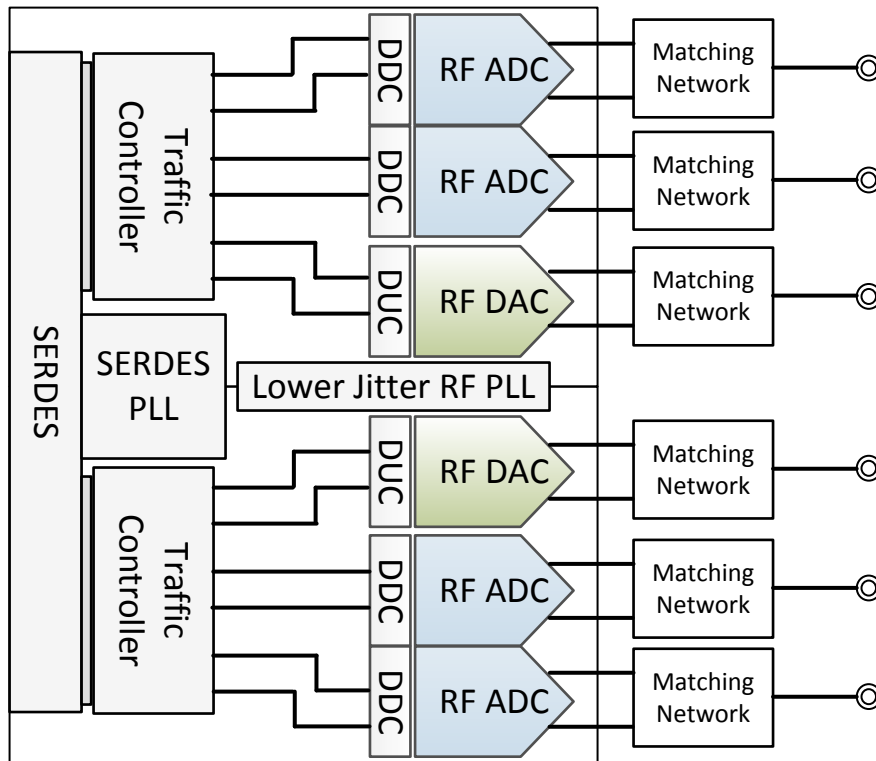 SERDES
Traffic
Controller
DDC
RF ADC
Matching
Network
DDC
RF ADC
Matching
Network
DUC
RF DAC
Matching
Network
SERDES
PLL
Lower Jitter RF PLL
Traffic
Controller
DUC
RF DAC
Matching
Network
DDC
RF ADC
Matching
Network
DDC
RF ADC
Matching
Network